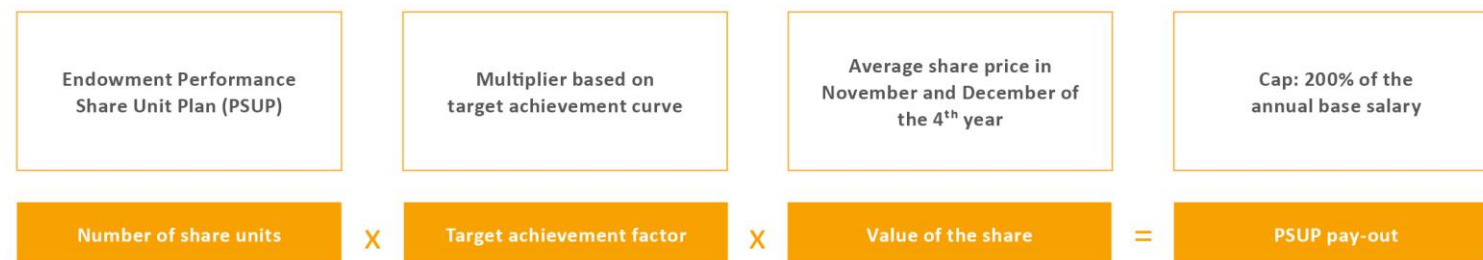 Endowment Performance
Share Unit Plan (PSUP)
Multiplier based on
target achievement curve
Average share price in
November and December of
the 4th year
Cap: 200% of the
annual base salary
Number of share units x Target achievement factor x Value of the share = PSUP pay-out